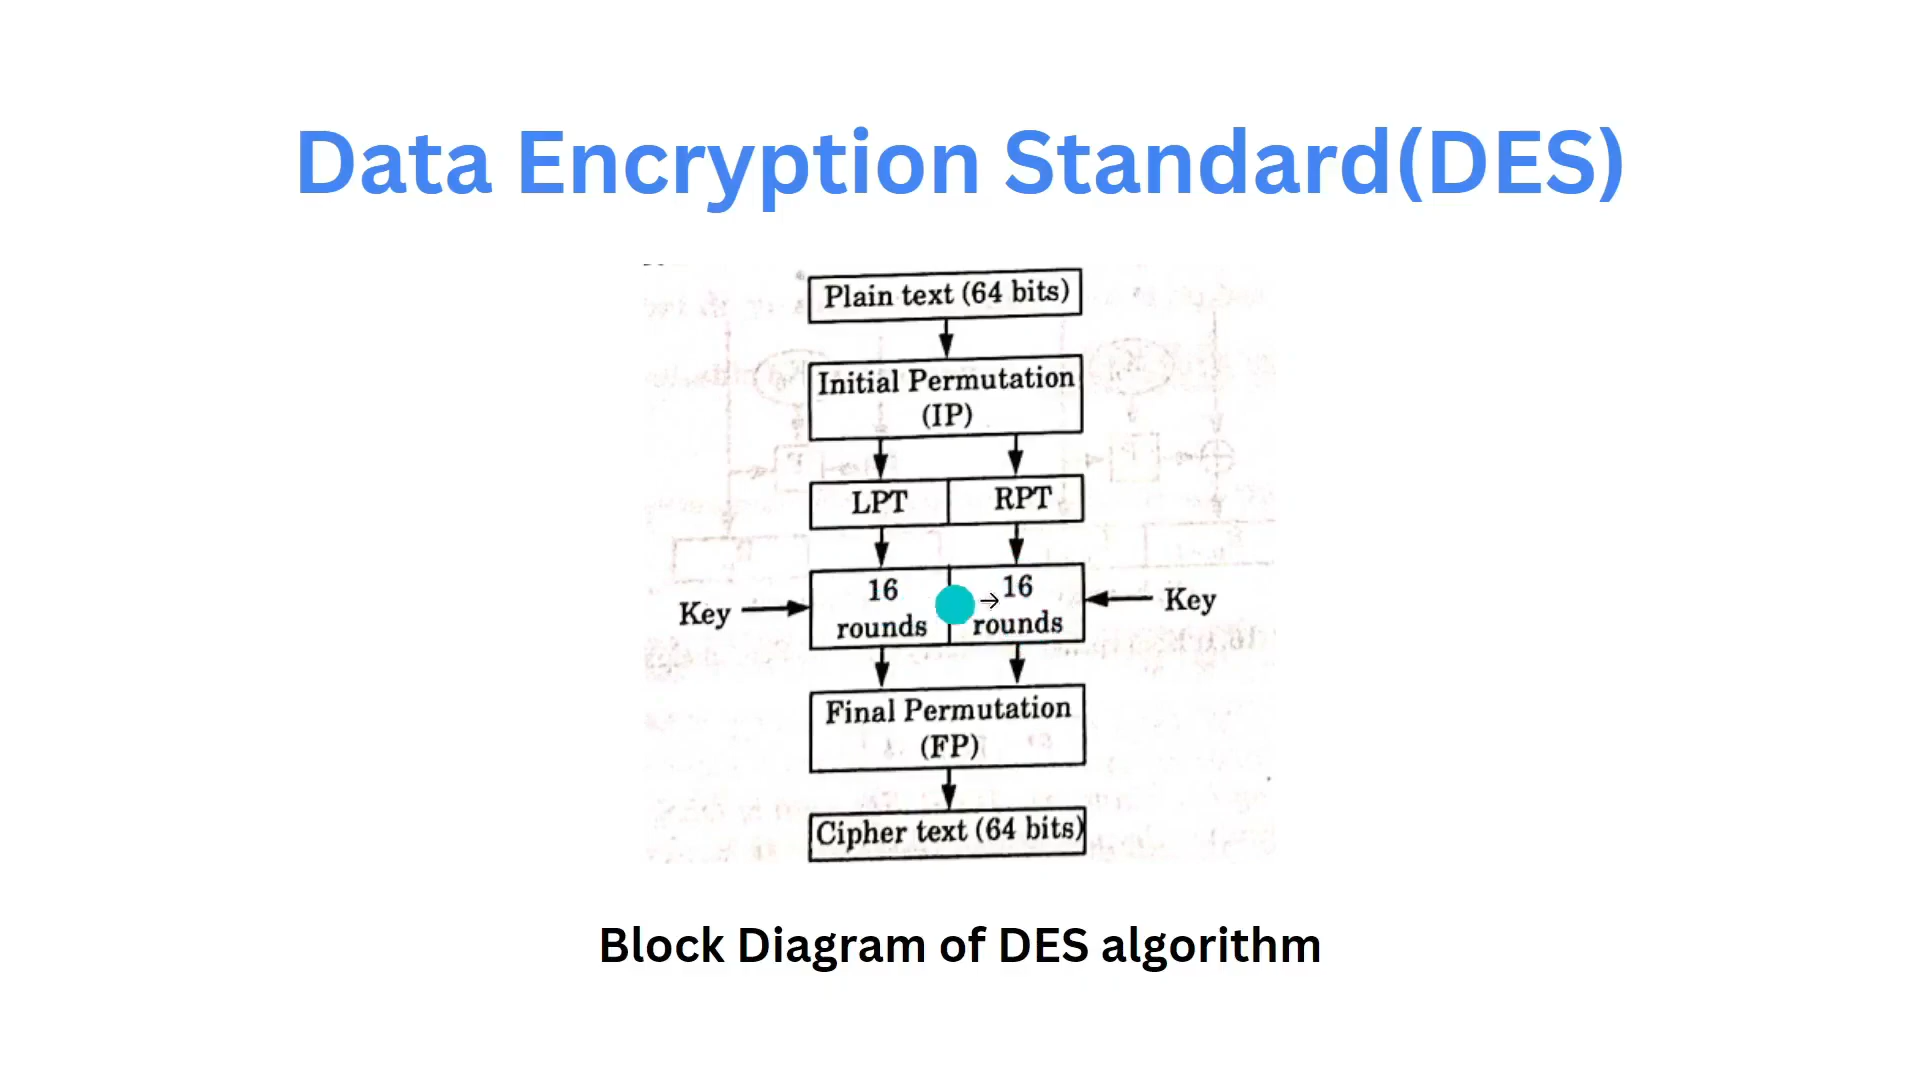 Data Encryption Standard(DES)
Plain text (64 bits)
Initial Permutation
(IP)
LPT
RPT
Key
16
rounds
16
rounds
Key
Final Permutation
(FP)
Cipher text (64 bits)
Block Diagram of DES algorithm